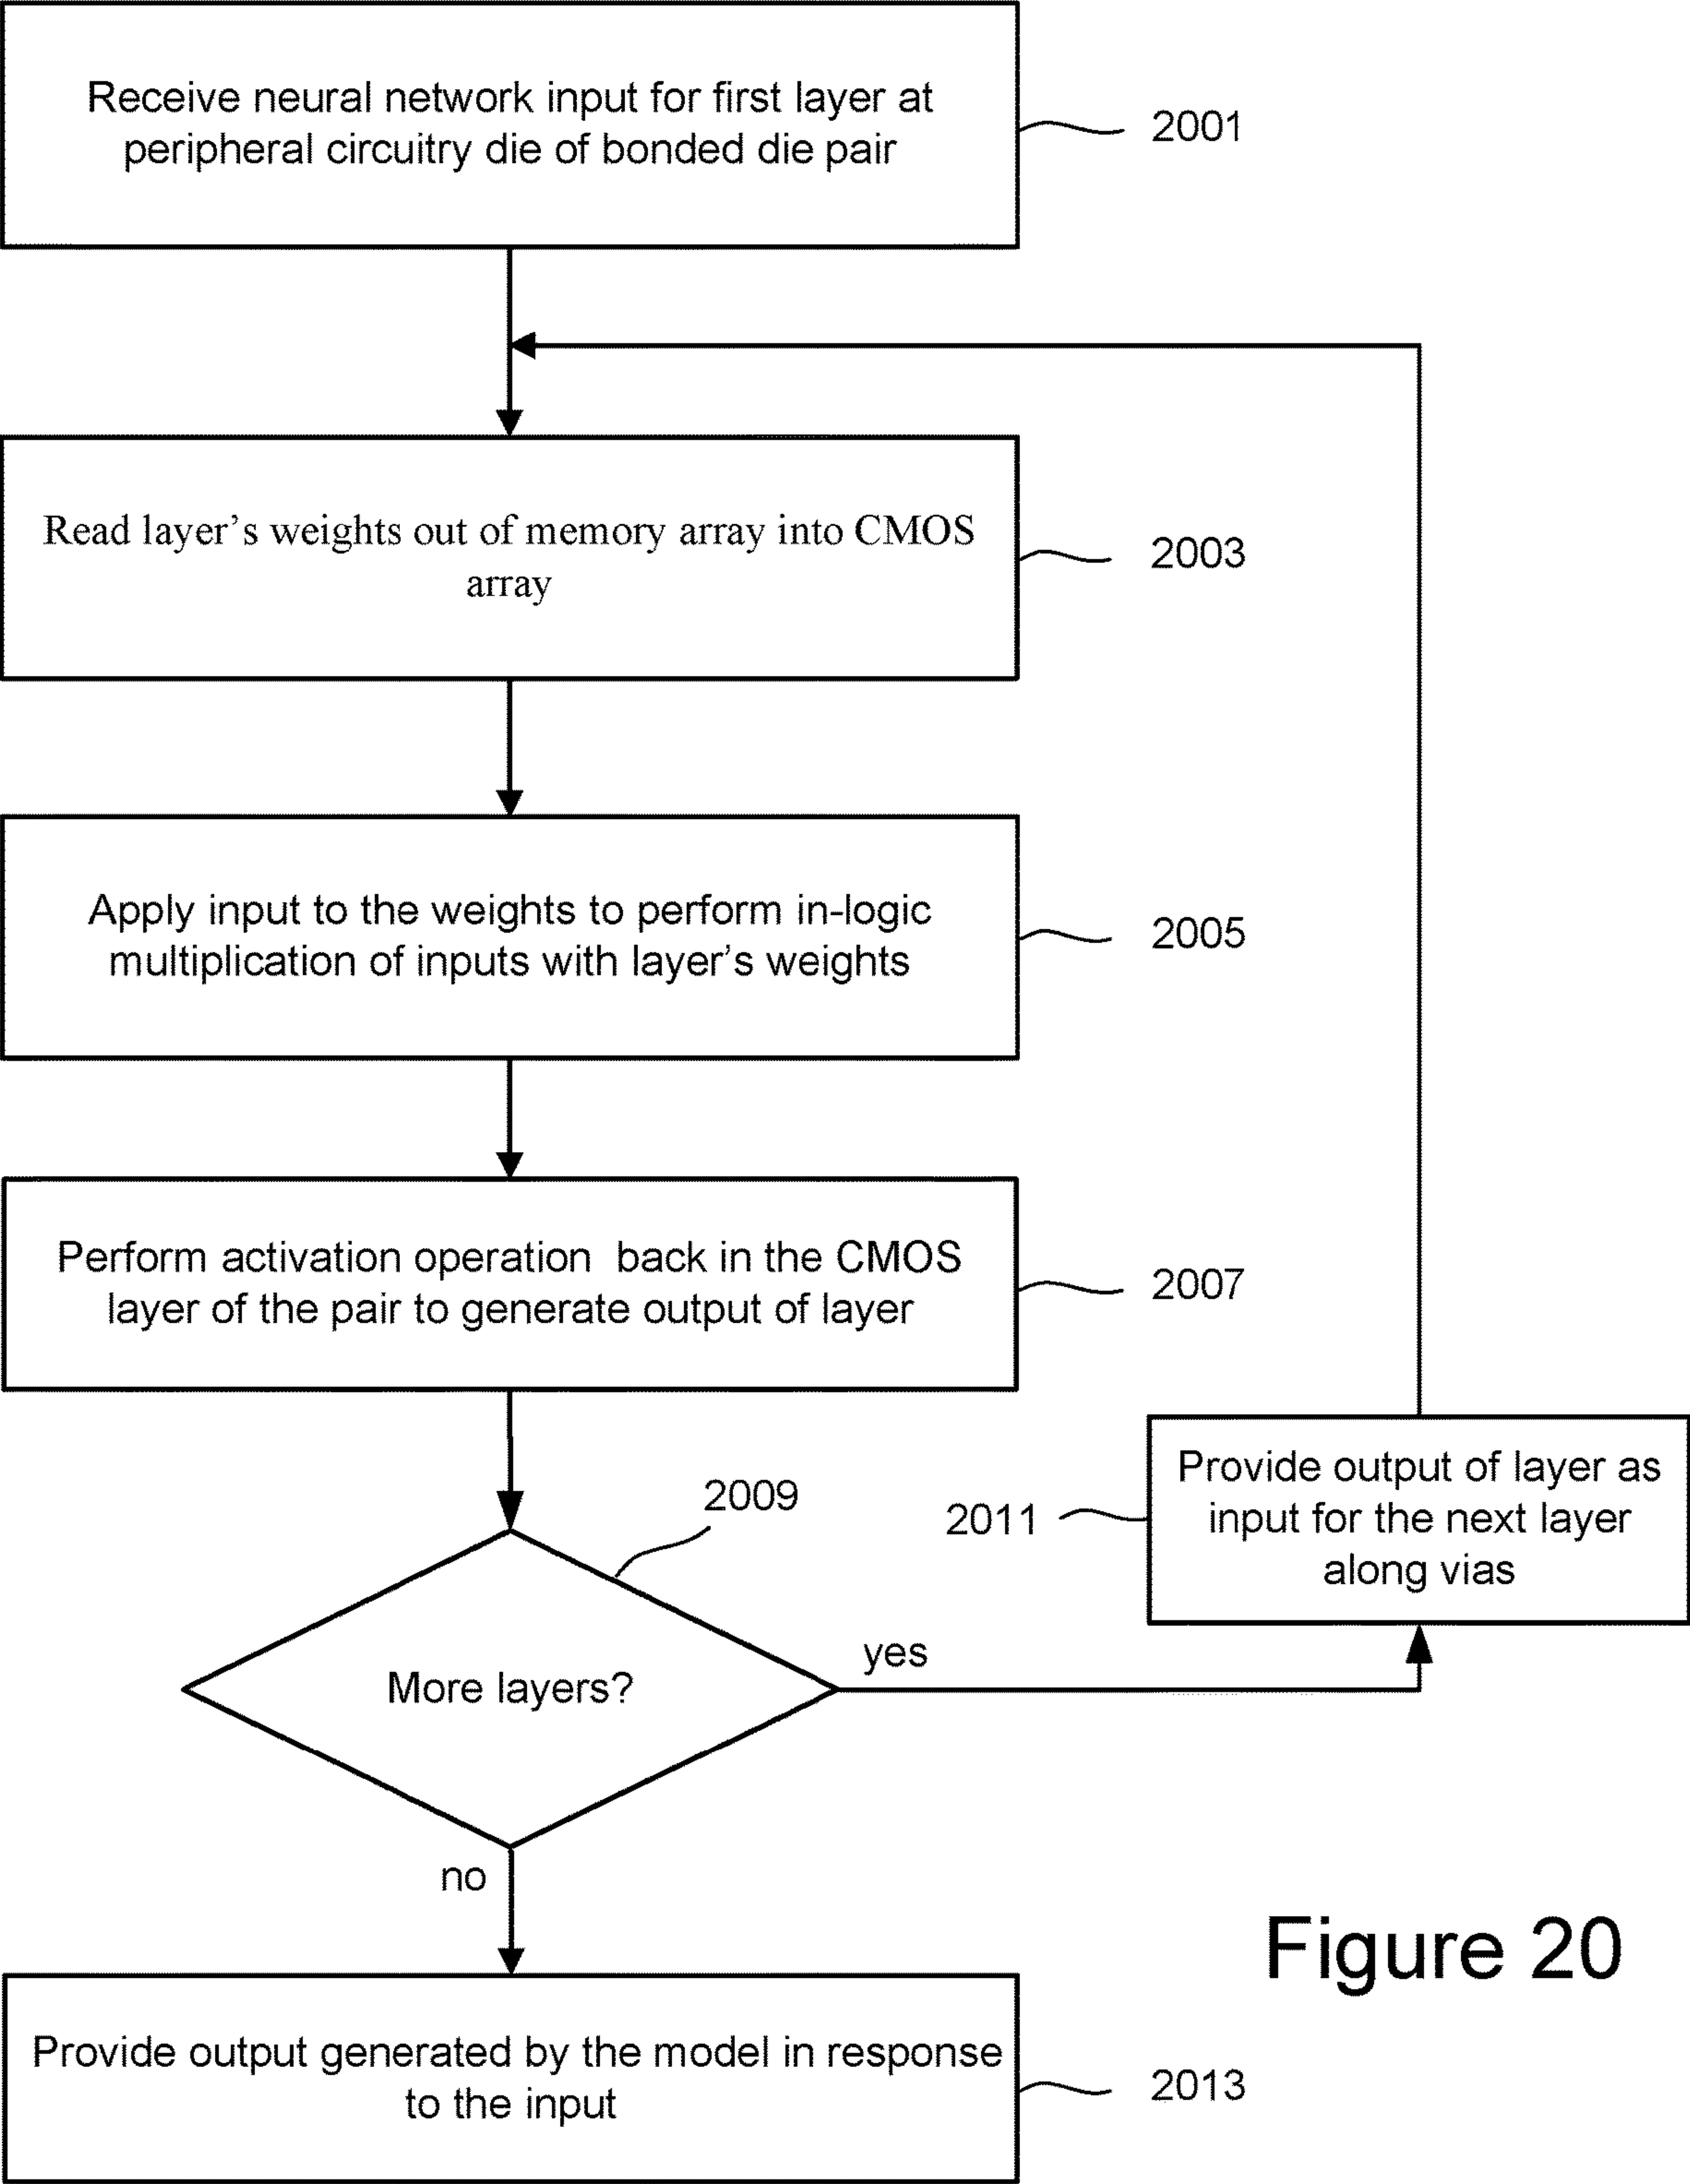 Receive neural network input for first layer at
peripheral circuitry die of bonded die pair
2001
Read layer’s weights out of memory array into CMOS
array
2003
Apply input to the weights to perform in-logic
multiplication of inputs with layer’s weights
2005
Perform activation operation back in the CMOS
layer of the pair to generate output of layer
2007
2009
More layers?
yes
no
2011
Provide output of layer as
input for the next layer
along vias
Provide output generated by the model in response
to the input
2013
Figure 20